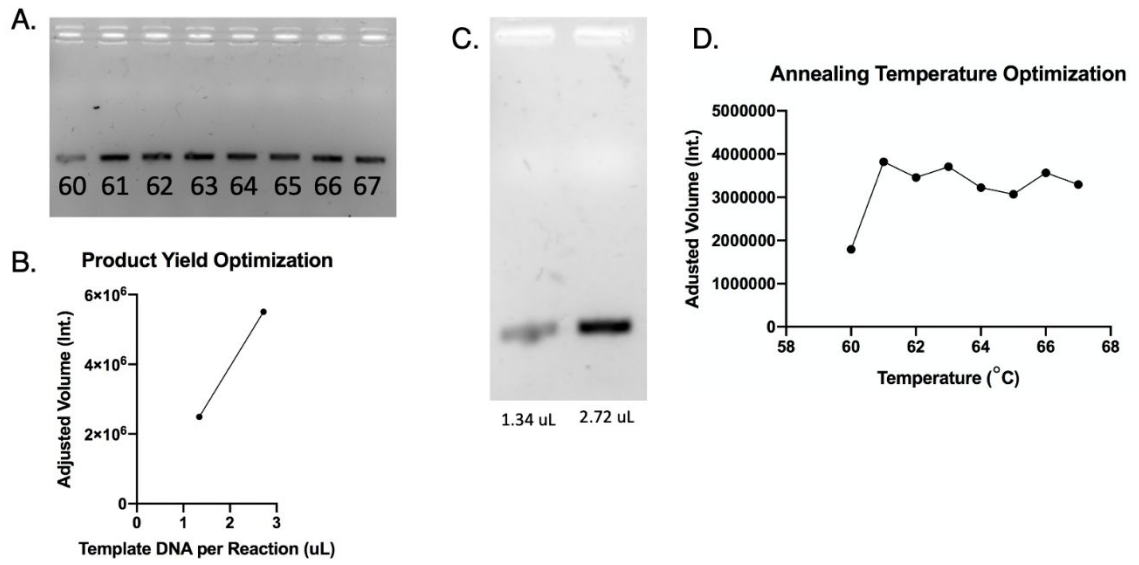 A.
60 61 62 63 64 65 66 67
B.
Product Yield Optimization
Adjusted Volume (Int.)
6×10⁶
4×10⁶
2×10⁶
0
0 1 2 3
Template DNA per Reaction (uL)
C.
1.34 uL 2.72 uL
D.
Annealing Temperature Optimization
Adusted Volume (Int.)
5000000
4000000
3000000
2000000
1000000
0
58 60 62 64 66 68
Temperature (°C)